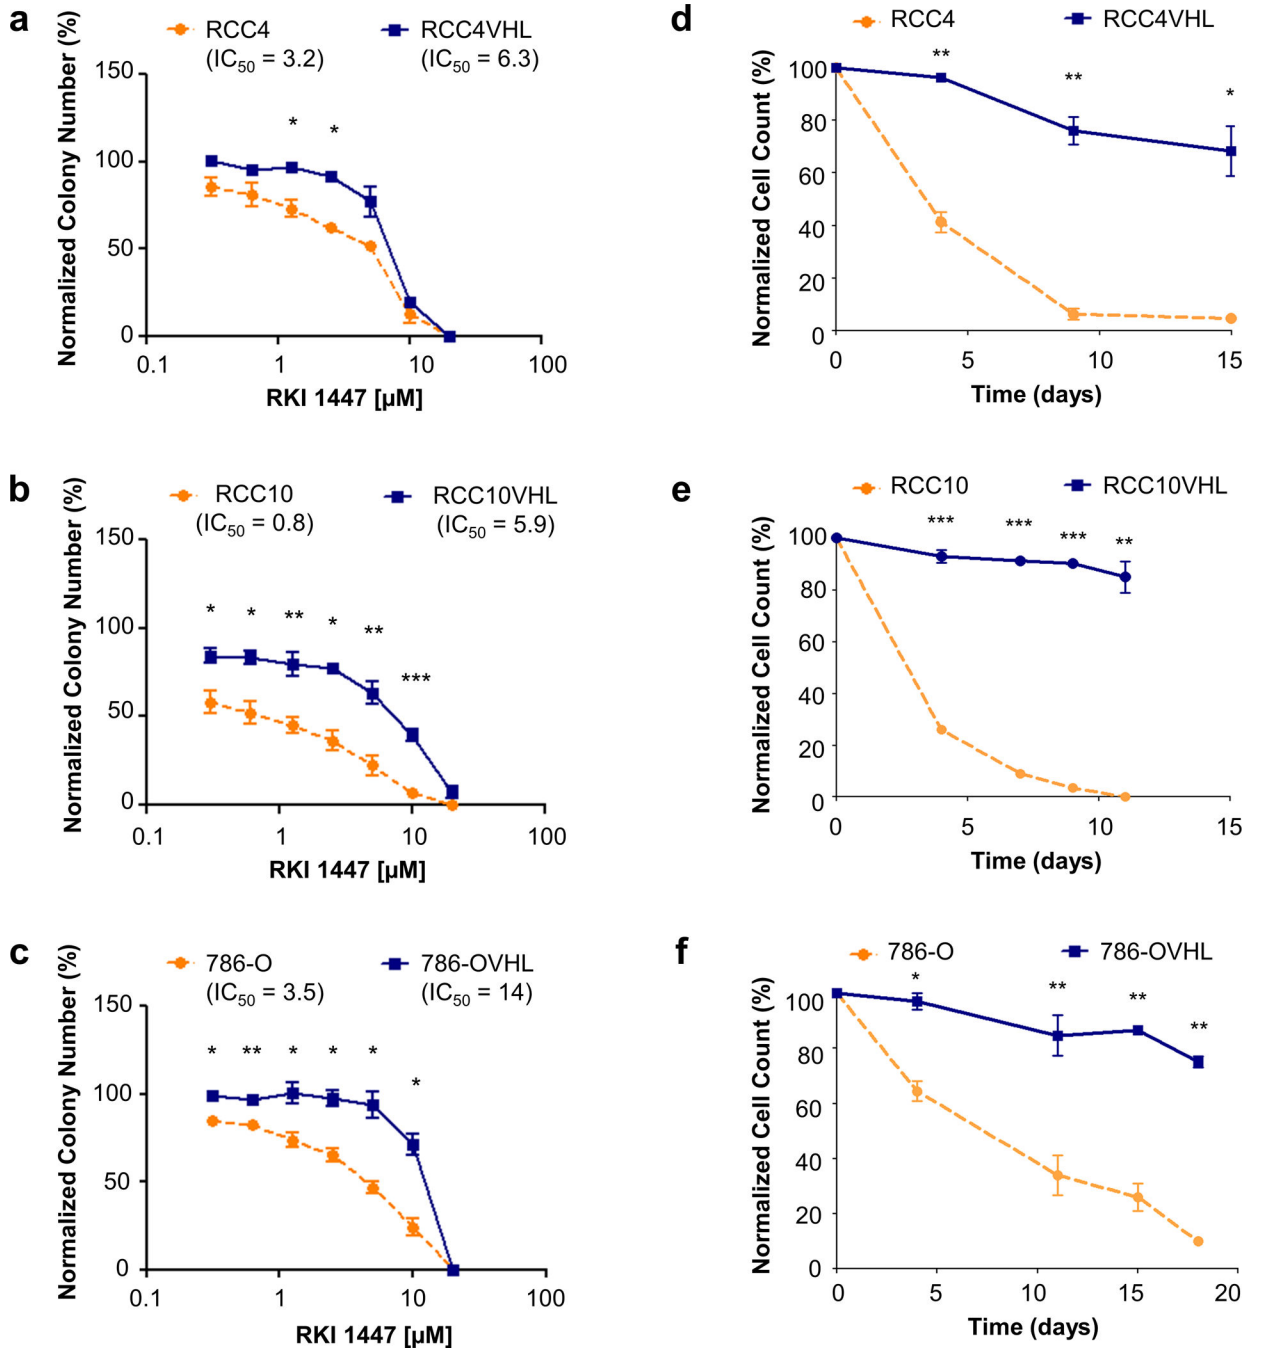 a
RCC4 RCC4VHL
(IC50 = 3.2) (IC50 = 6.3)
Normalized Colony Number (%)
150
* *
100
50
0
0.1 1 10 100
RKI 1447 [µM]
d
RCC4 RCC4VHL
Normalized Cell Count (%)
** ** *
100
80
60
40
20
0
0 5 10 15
Time (days)
b
RCC10 RCC10VHL
(IC50 = 0.8) (IC50 = 5.9)
Normalized Colony Number (%)
150
* * ** * ** ***
100
50
0
0.1 1 10 100
RKI 1447 [µM]
e
RCC10 RCC10VHL
Normalized Cell Count (%)
*** *** *** **
100
80
60
40
20
0
0 5 10 15
Time (days)
c
786-O 786-OVHL
(IC50 = 3.5) (IC50 = 14)
Normalized Colony Number (%)
150
* ** * * * *
100
50
0
0.1 1 10 100
RKI 1447 [µM]
f
786-O 786-OVHL
Normalized Cell Count (%)
* ** ** **
100
80
60
40
20
0
0 5 10 15 20
Time (days)